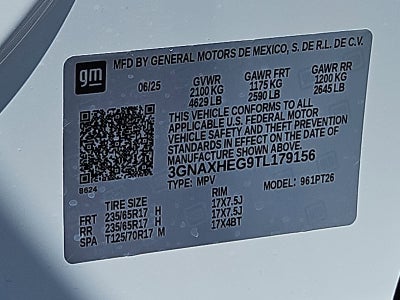 gm
MFD BY GENERAL MOTORS DE MEXICO, S. DE R.L. DE C.V.
06/25 GVWR GAWR FRT GAWR RR
2100 KG 1175 KG 1200 KG
4629 LB 2590 LB 2645 LB
THIS VEHICLE CONFORMS TO ALL
APPLICABLE U.S. FEDERAL MOTOR
VEHICLE SAFETY AND THEFT PREVENTION
STANDARDS IN EFFECT ON THE DATE OF
MANUFACTURE SHOWN ABOVE.
3GNAXHEG9TL179156
TYPE: MPV MODEL: 961PT26
8624
TIRE SIZE RIM
FRT 235/65R17 H 17X7.5J
RR 235/65R17 H 17X7.5J
SPA T125/70R17 M 17X4BT